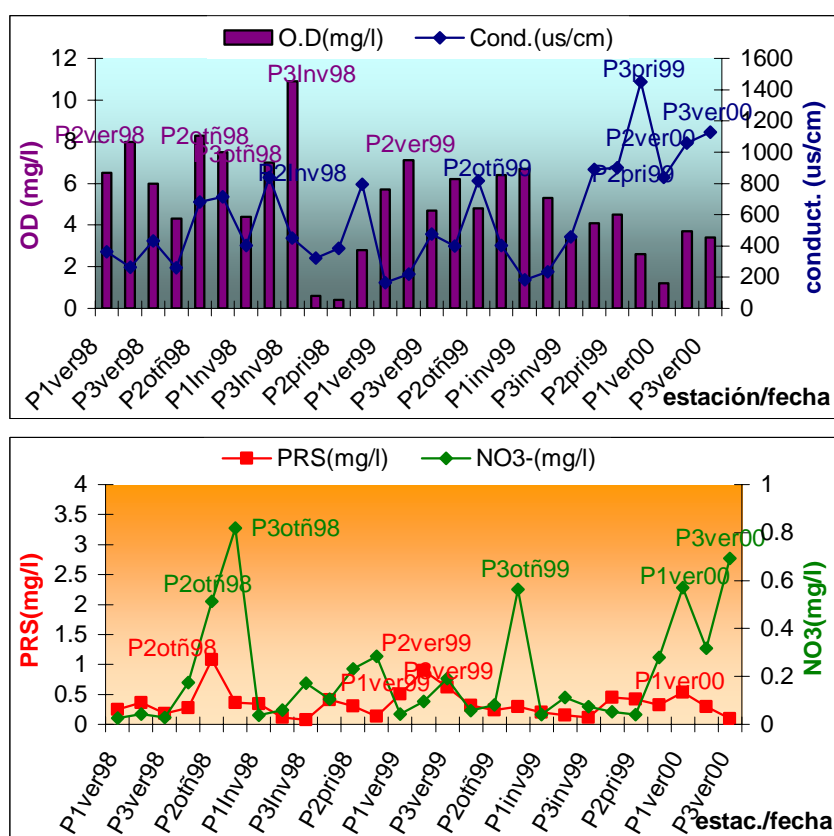 O.D(mg/l) Cond.(us/cm)
12
10
8
6
4
2
0
OD (mg/l)
1600
1400
1200
1000
800
600
400
200
0
conduct. (us/cm)
P2ver98
P2otñ98
P3otñ98
P3Inv98
P2Inv98
P2ver99
P2otñ99
P3pri99
P2ver00
P2pri99
P3ver00
P1ver98
P3ver98
P2otñ98
P1Inv98
P3Inv98
P2pri98
P1ver99
P3ver99
P2otñ99
P1inv99
P3inv99
P2pri99
P1ver00
P3ver00
estación/fecha
PRS(mg/l) NO3-(mg/l)
4
3.5
3
2.5
2
1.5
1
0.5
0
PRS(mg/l)
1
0.8
0.6
0.4
0.2
0
NO3(mg/l)
P3otñ98
P2otñ98
P2otñ98
P2ver99
P1ver99
P3otñ99
P1ver00
P3ver00
P1ver00
P1ver98
P3ver98
P2otñ98
P1Inv98
P3Inv98
P2pri98
P1ver99
P3ver99
P2otñ99
P1inv99
P3inv99
P2pri99
P1ver00
P3ver00
estac./fecha